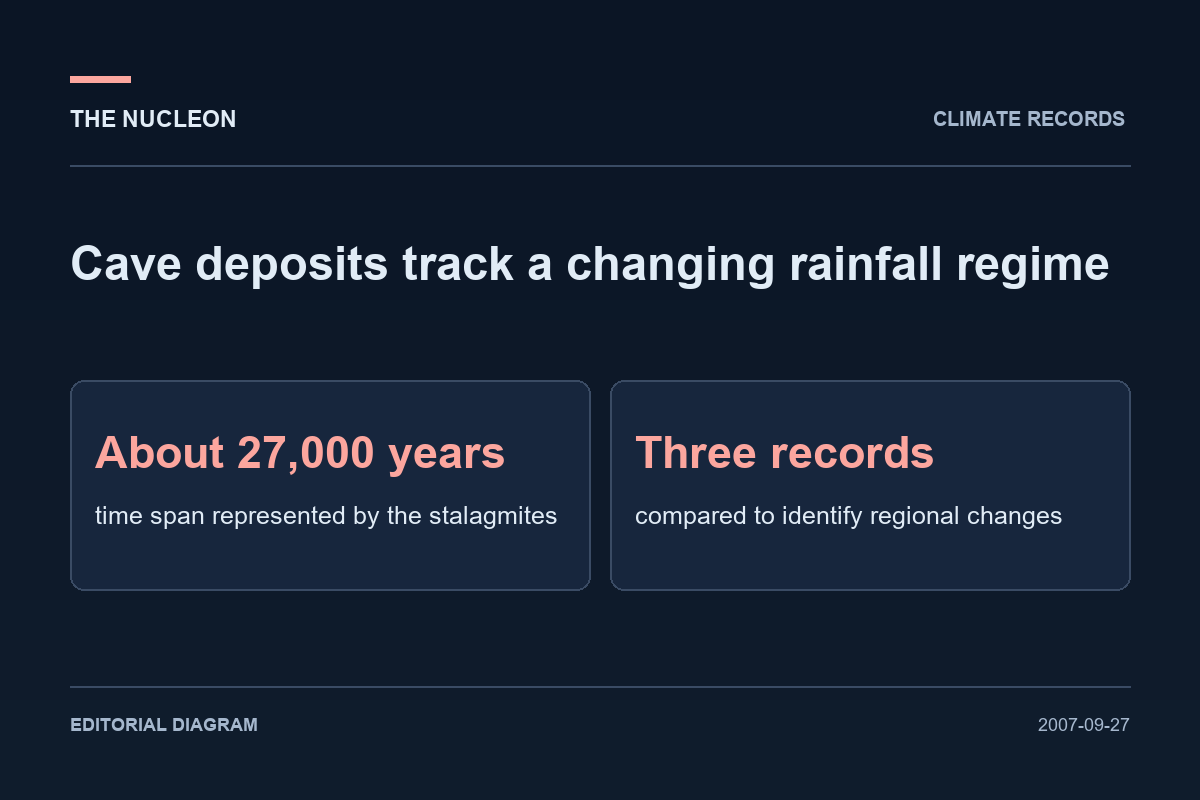 THE NUCLEON
CLIMATE RECORDS
Cave deposits track a changing rainfall regime
About 27,000 years
time span represented by the stalagmites
Three records
compared to identify regional changes
EDITORIAL DIAGRAM
2007-09-27